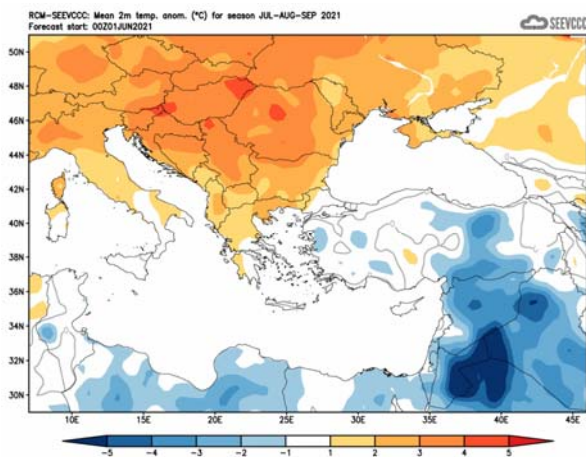 RCM-SEEVCCC: Mean 2m temp. anom. (°C) for season JUL-AUG-SEP 2021
Forecast start: 00Z01JUN2021
SEEVCCC
50N
48N
46N
44N
42N
40N
38N
36N
34N
32N
30N
10E 15E 20E 25E 30E 35E 40E 45E
-5 -4 -3 -2 -1 1 2 3 4 5